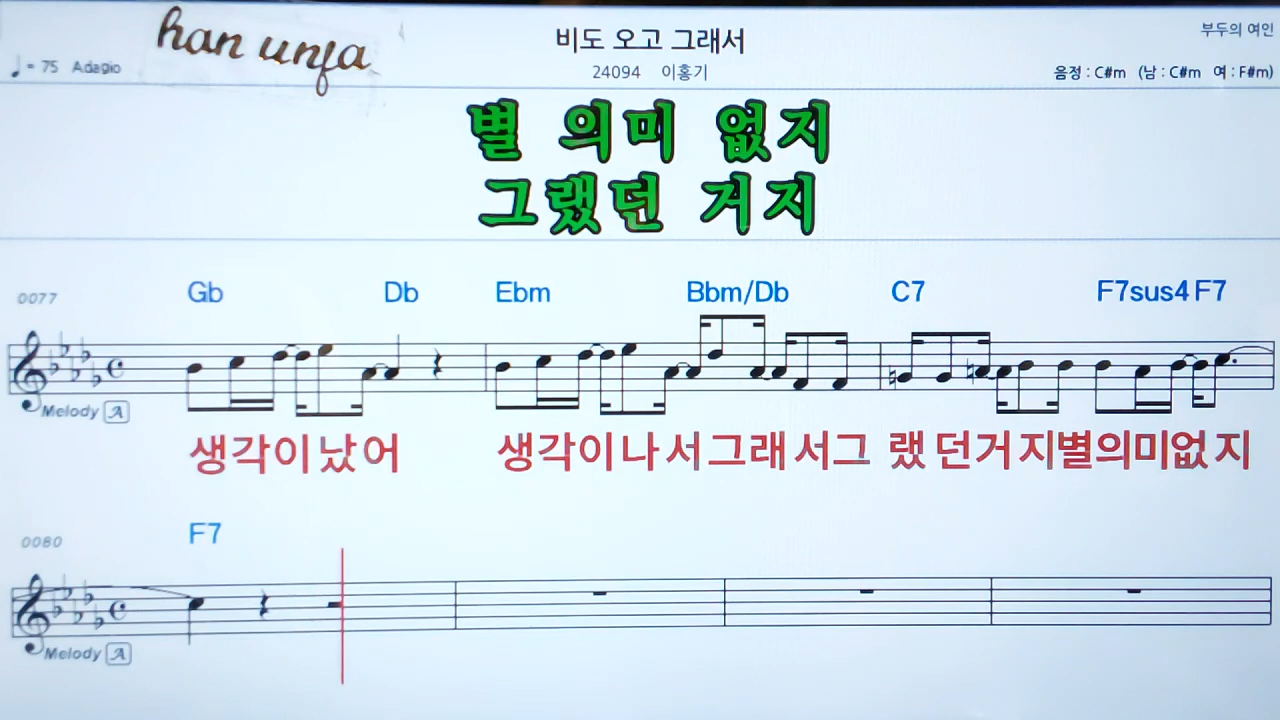 han unfa
비도 오고 그래서
부두의 여인
♩= 75 Adagio
24094 이홍기
음정 : C#m (남 : C#m 여 : F#m)
별 의미 없지
그랬던 거지
0077 Gb Db Ebm Bbm/Db C7 F7sus4 F7
Melody A
생각이났어 생각이나서그래서그 랬던거지별의미없지
0080 F7
Melody A